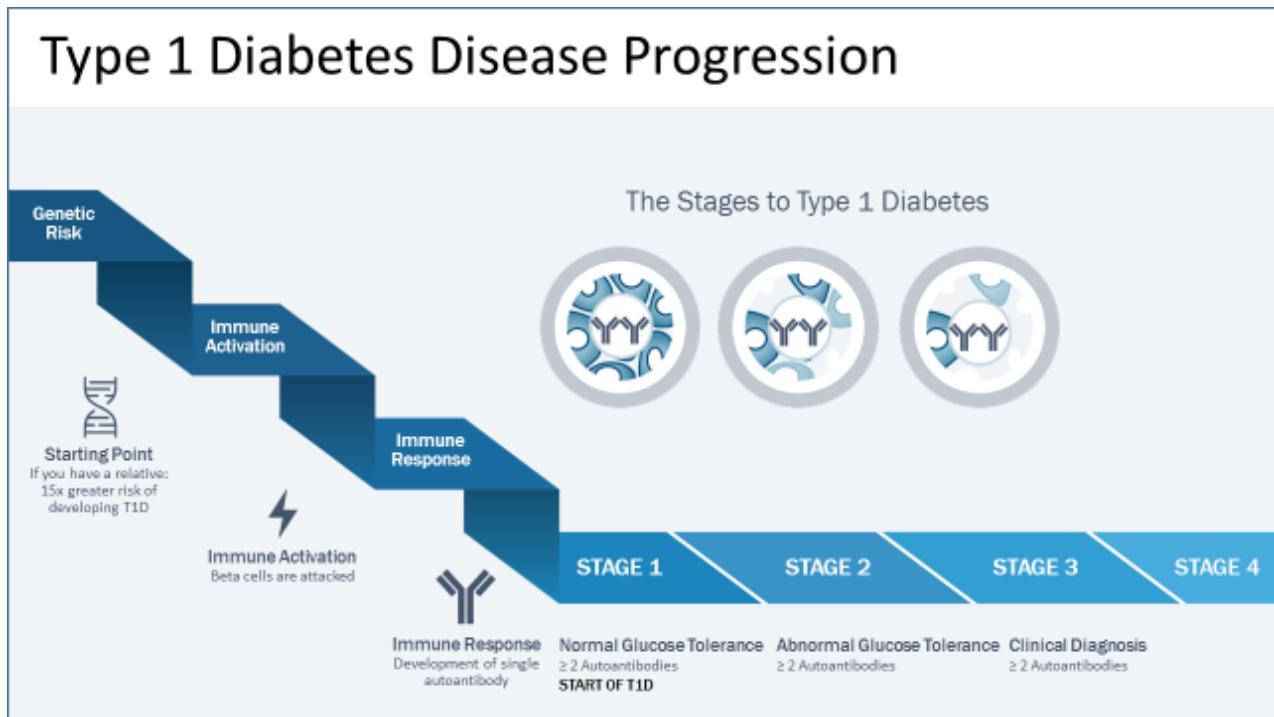 Type 1 Diabetes Disease Progression
The Stages to Type 1 Diabetes
Genetic
Risk
Immune
Activation
Immune
Response
Starting Point
If you have a relative:
15x greater risk of
developing T1D
Immune Activation
Beta cells are attacked
Immune Response
Development of single
autoantibody
STAGE 1
STAGE 2
STAGE 3
STAGE 4
Normal Glucose Tolerance
≥ 2 Autoantibodies
START OF T1D
Abnormal Glucose Tolerance
≥ 2 Autoantibodies
Clinical Diagnosis
≥ 2 Autoantibodies